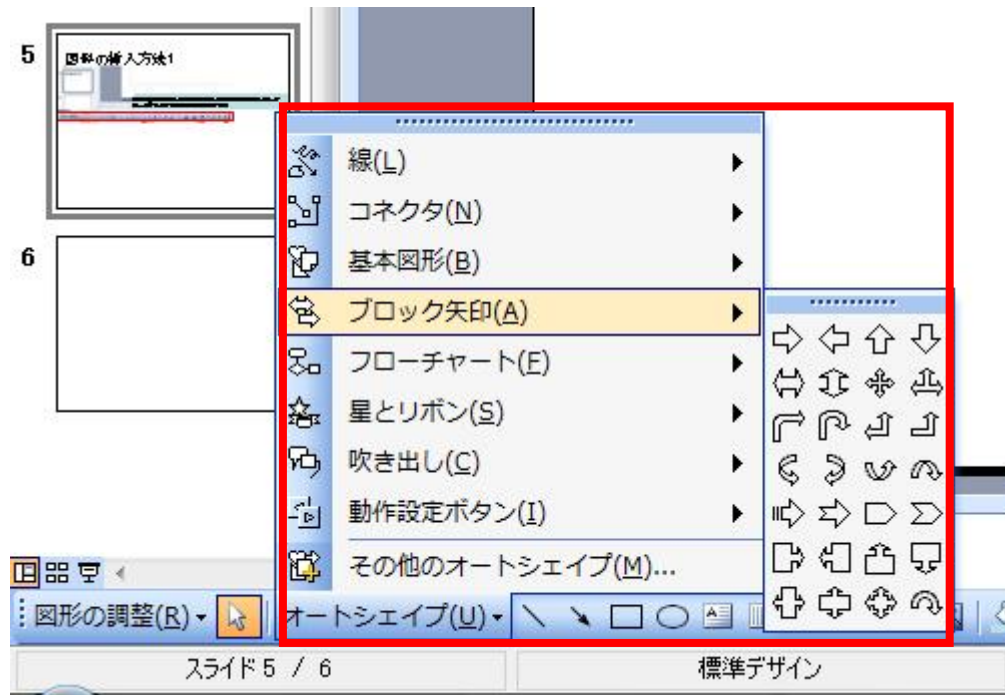 5
図形の挿入方法1
6
線(L)
コネクタ(N)
基本図形(B)
ブロック矢印(A)
フローチャート(F)
星とリボン(S)
吹き出し(C)
動作設定ボタン(I)
その他のオートシェイプ(M)...
図形の調整(R)
オートシェイプ(U)
スライド 5 / 6
標準デザイン